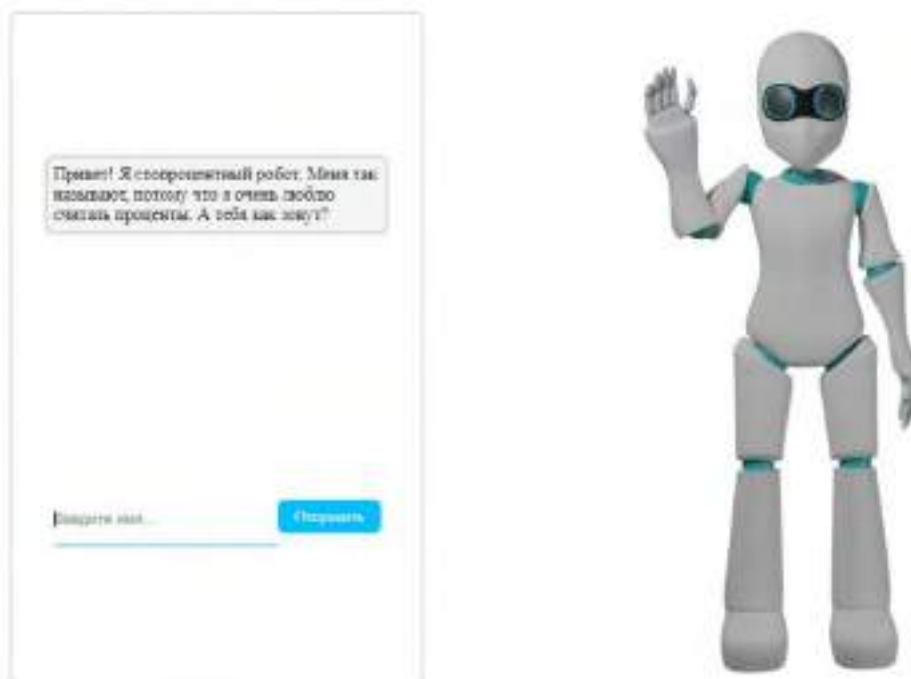 Привет! Я стопроцентный робот. Меня так
называют, потому что я очень люблю
считать проценты. А тебя как зовут?
Введите имя...
Отправить